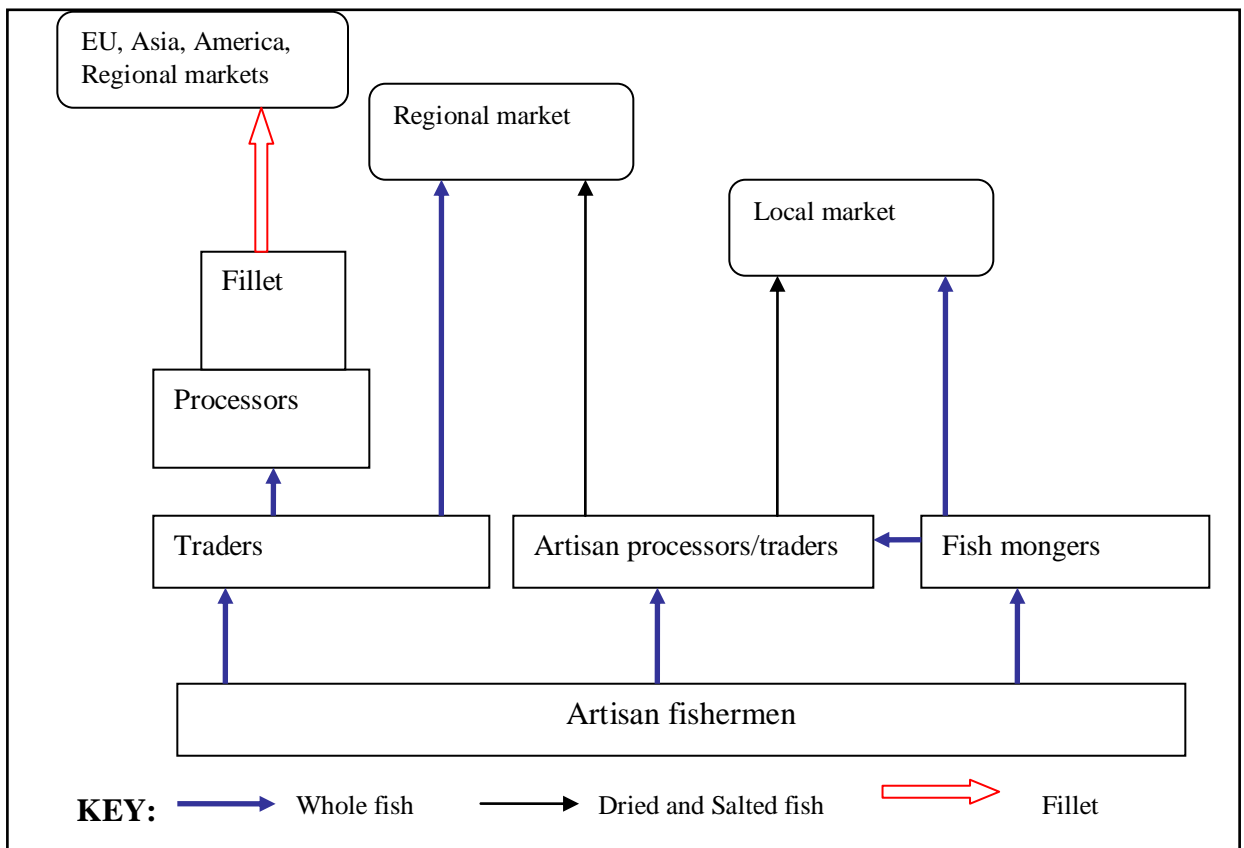 EU, Asia, America,
Regional markets
Regional market
Local market
Fillet
Processors
Traders
Artisan processors/traders
Fish mongers
Artisan fishermen
KEY: Whole fish Dried and Salted fish Fillet